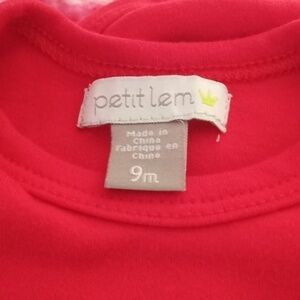 petit lem
Made in
China
Fabriqué en
Chine
9m